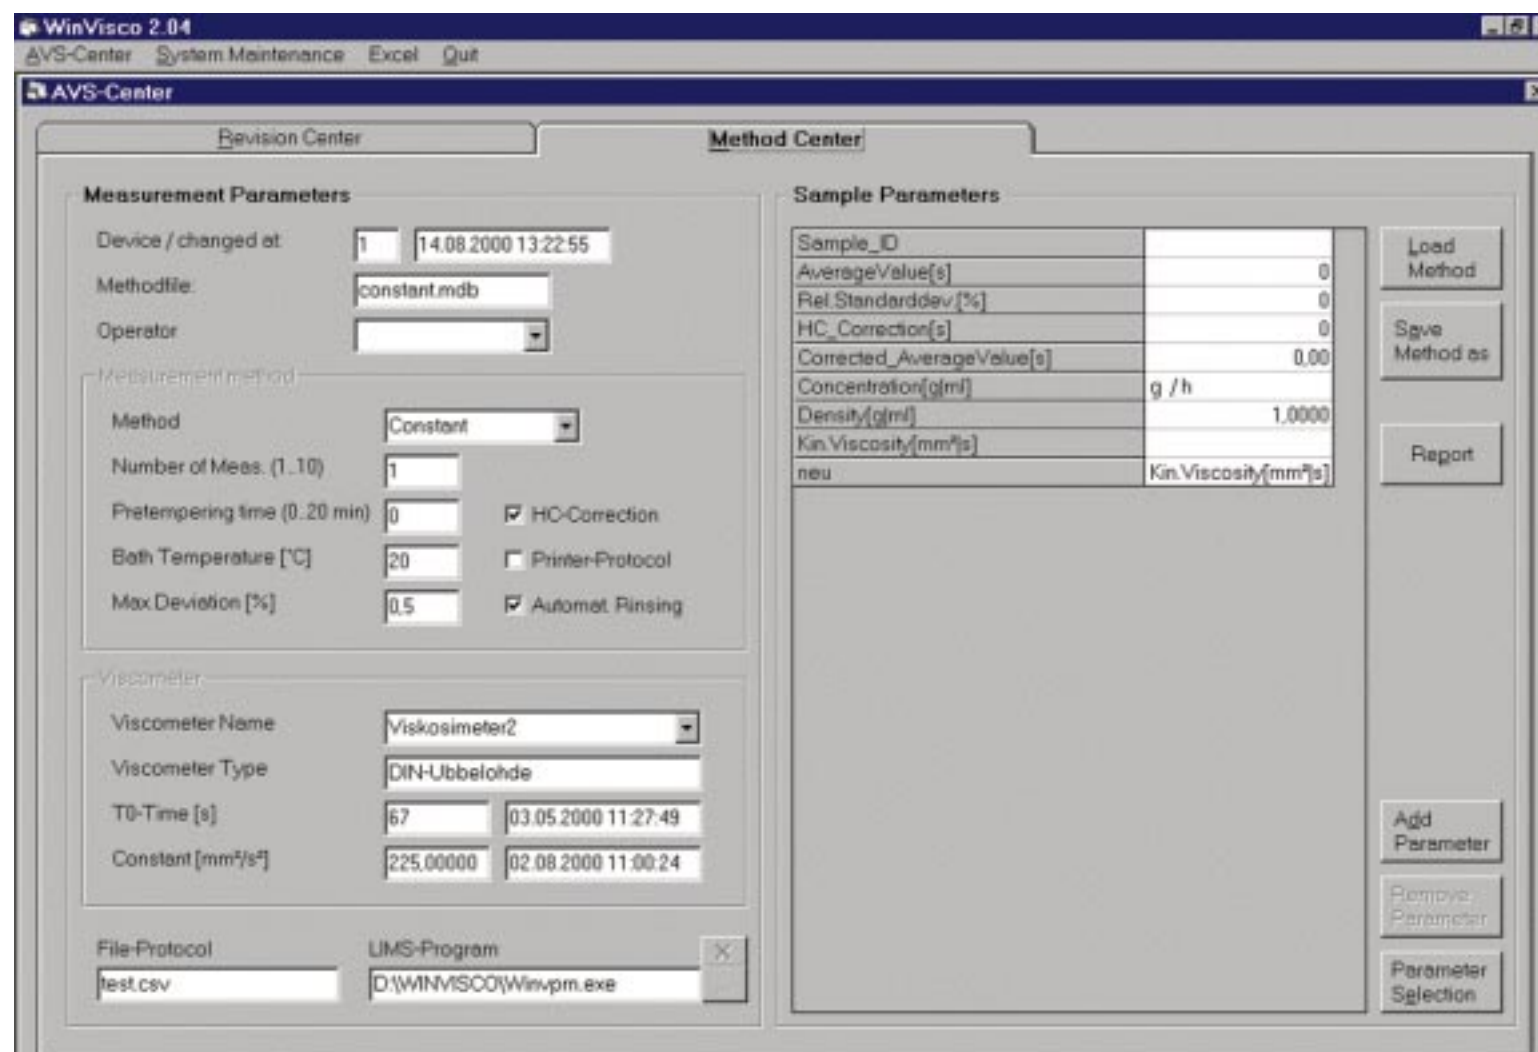 WinVisco 2.04
AVS-Center System Maintenance Excel Quit
AVS-Center
Revision Center Method Center
Measurement Parameters
Device / changed at: 1 14.08.2000 13:22:55
Methodfile: constant.mdb
Operator
Measurement method
Method Constant
Number of Meas. (1..10) 1
Pretempering time (0..20 min) 0 HC-Correction
Bath Temperature [°C] 20 Printer-Protocol
Max.Deviation [%] 0,5 Automat. Rinsing
Viscometer
Viscometer Name Viskosimeter2
Viscometer Type DIN-Ubbelohde
T0-Time [s] 67 03.05.2000 11:27:49
Constant [mm²/s²] 225,00000 02.08.2000 11:00:24
File-Protocol LIMS-Program
test.csv D:\WINVISCO\Winvpm.exe
Sample Parameters
Sample_ID
AverageValue[s] 0
Rel.Standarddev.[%] 0
HC_Correction[s] 0
Corrected_AverageValue[s] 0,00
Concentration[g|ml] g / h
Density[g|ml] 1,0000
Kin.Viscosity[mm²|s]
neu Kin.Viscosity[mm²|s]
Load
Method
Save
Method as
Report
Add
Parameter
Remove
Parameter
Parameter
Selection